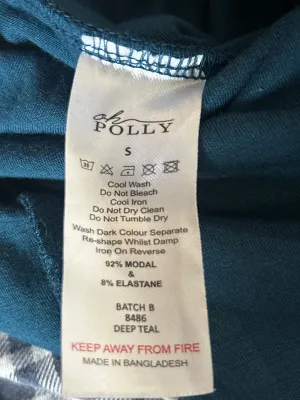 oh
POLLY
S
Cool Wash
Do Not Bleach
Cool Iron
Do Not Dry Clean
Do Not Tumble Dry
Wash Dark Colour Separate
Re-shape Whilst Damp
Iron On Reverse
92% MODAL
&
8% ELASTANE
BATCH B
8486
DEEP TEAL
KEEP AWAY FROM FIRE
MADE IN BANGLADESH